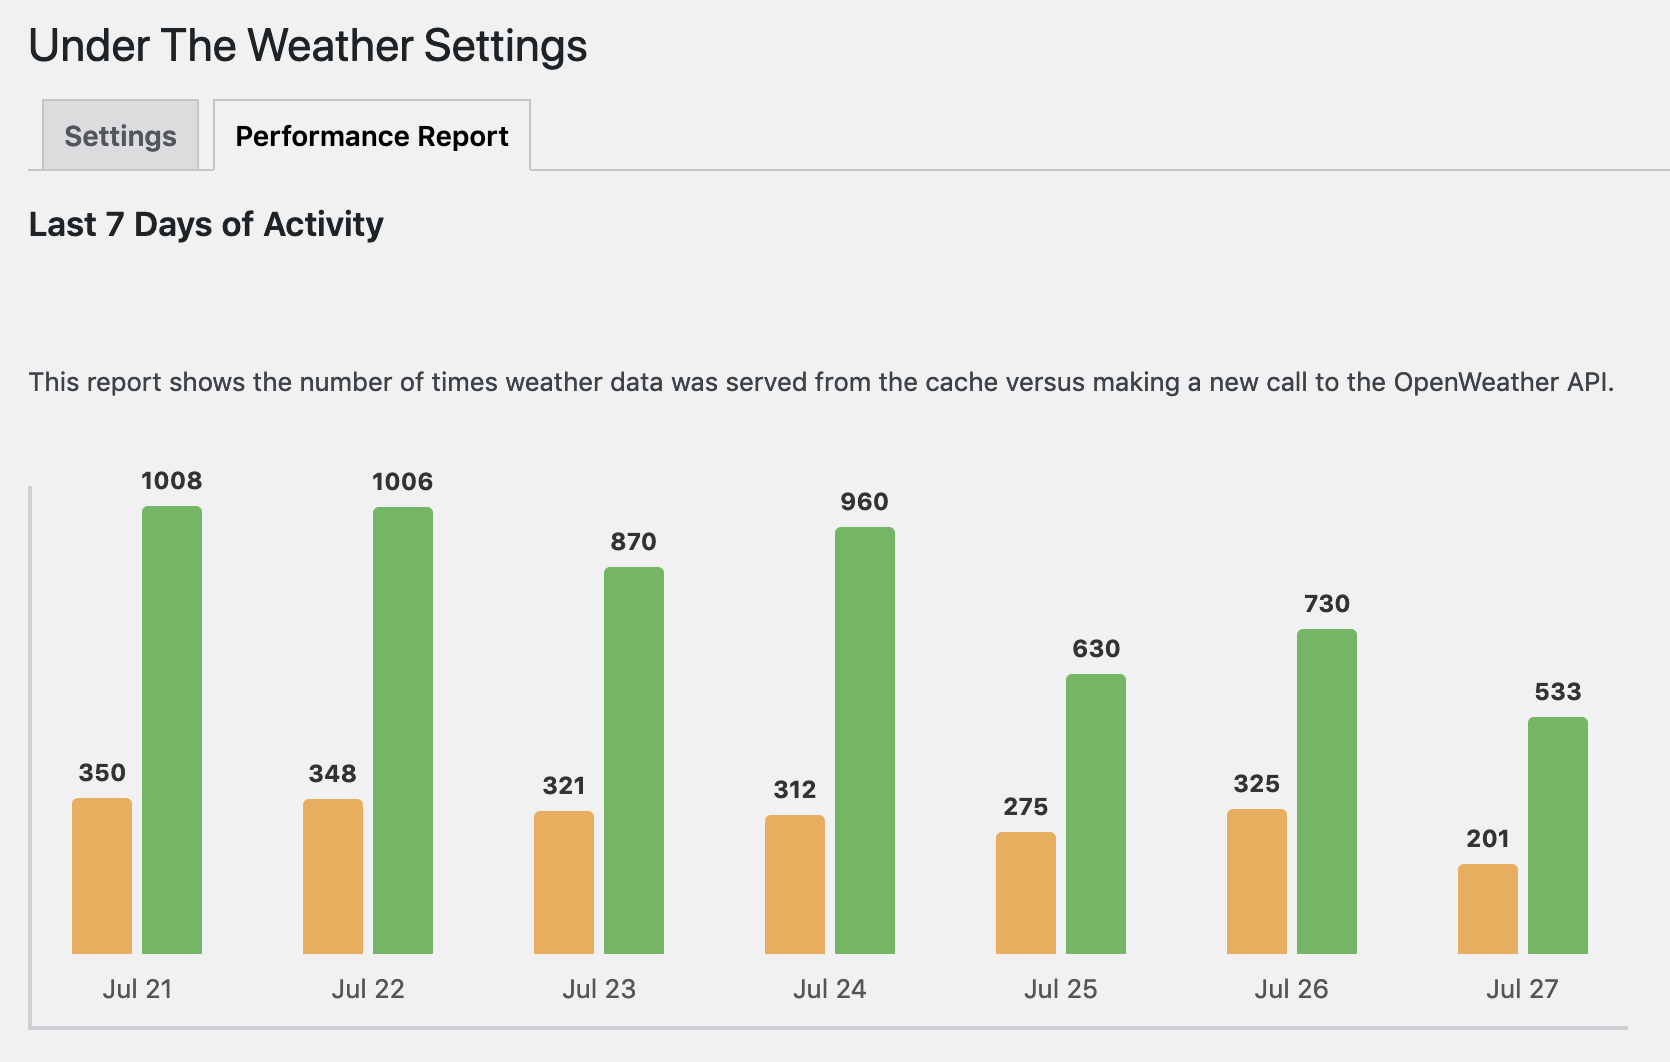 Under The Weather Settings
Settings
Performance Report
Last 7 Days of Activity
This report shows the number of times weather data was served from the cache versus making a new call to the OpenWeather API.
350
1008
348
1006
321
870
312
960
275
630
325
730
201
533
Jul 21
Jul 22
Jul 23
Jul 24
Jul 25
Jul 26
Jul 27